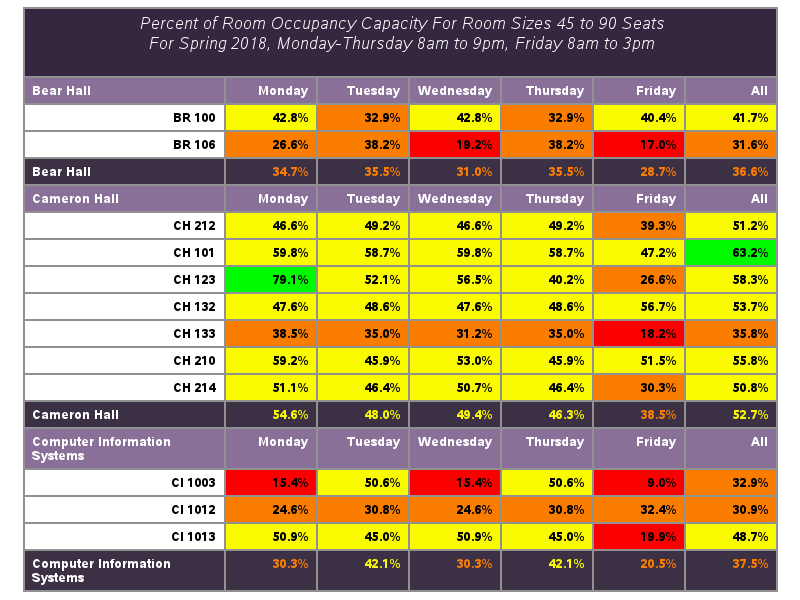 Percent of Room Occupancy Capacity For Room Sizes 45 to 90 Seats
For Spring 2018, Monday-Thursday 8am to 9pm, Friday 8am to 3pm
Bear Hall Monday Tuesday Wednesday Thursday Friday All
BR 100 42.8% 32.9% 42.8% 32.9% 40.4% 41.7%
BR 106 26.6% 38.2% 19.2% 38.2% 17.0% 31.6%
Bear Hall 34.7% 35.5% 31.0% 35.5% 28.7% 36.6%
Cameron Hall Monday Tuesday Wednesday Thursday Friday All
CH 212 46.6% 49.2% 46.6% 49.2% 39.3% 51.2%
CH 101 59.8% 58.7% 59.8% 58.7% 47.2% 63.2%
CH 123 79.1% 52.1% 56.5% 40.2% 26.6% 58.3%
CH 132 47.6% 48.6% 47.6% 48.6% 56.7% 53.7%
CH 133 38.5% 35.0% 31.2% 35.0% 18.2% 35.8%
CH 210 59.2% 45.9% 53.0% 45.9% 51.5% 55.8%
CH 214 51.1% 46.4% 50.7% 46.4% 30.3% 50.8%
Cameron Hall 54.6% 48.0% 49.4% 46.3% 38.5% 52.7%
Computer Information Monday Tuesday Wednesday Thursday Friday All
Systems
CI 1003 15.4% 50.6% 15.4% 50.6% 9.0% 32.9%
CI 1012 24.6% 30.8% 24.6% 30.8% 32.4% 30.9%
CI 1013 50.9% 45.0% 50.9% 45.0% 19.9% 48.7%
Computer Information 30.3% 42.1% 30.3% 42.1% 20.5% 37.5%
Systems